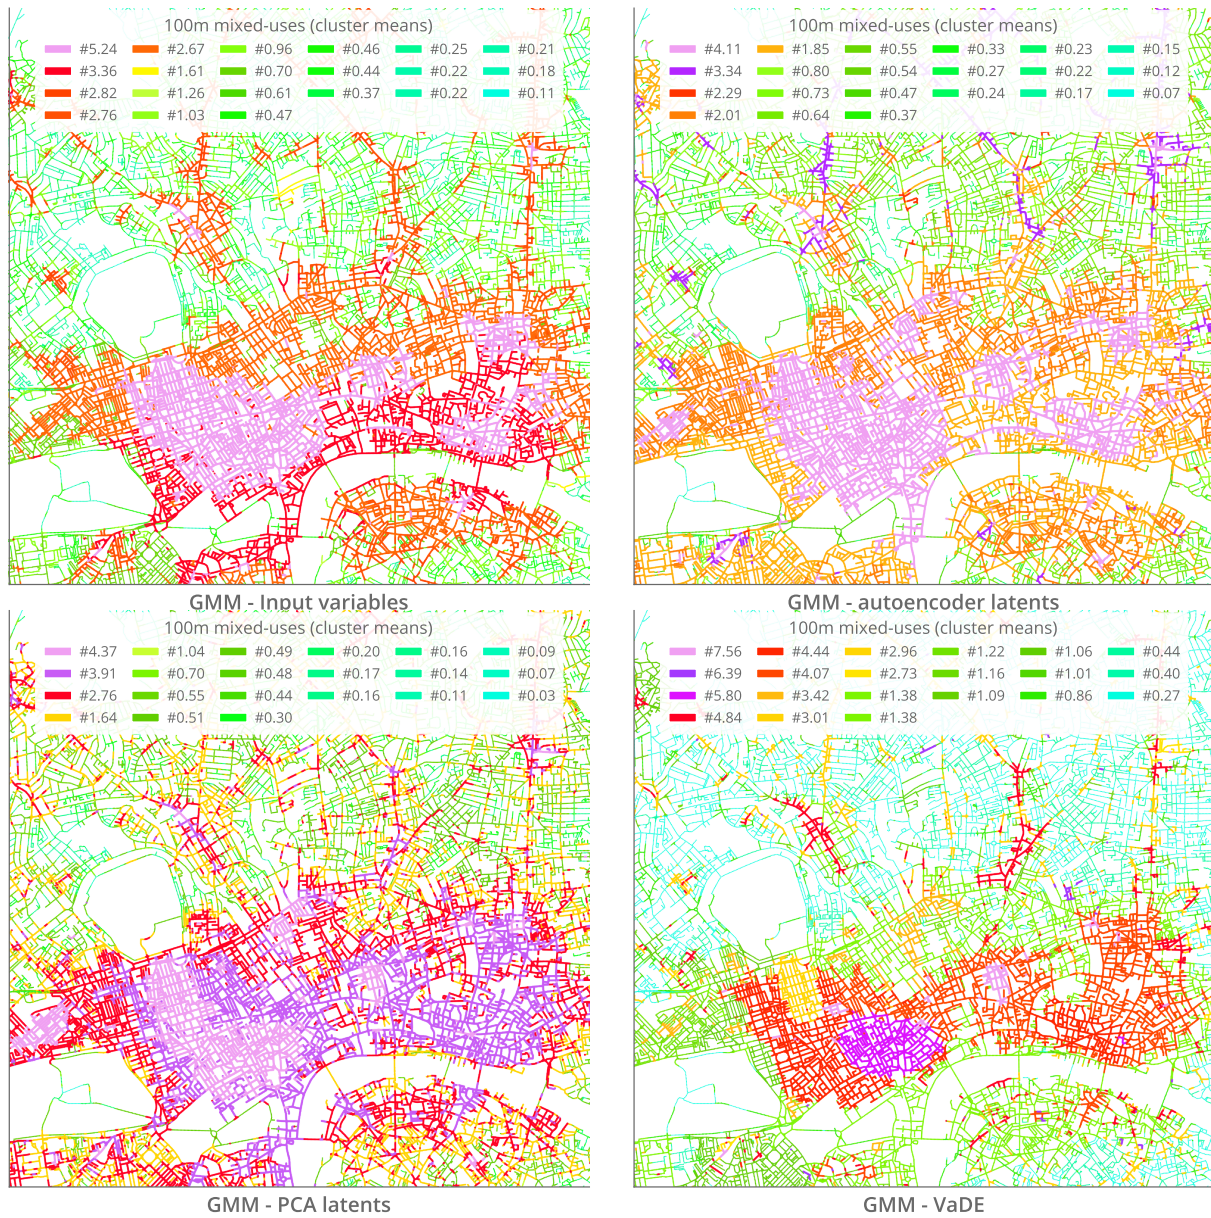 100m mixed-uses (cluster means)
#5.24 #2.67 #0.96 #0.46 #0.25 #0.21
#3.36 #1.61 #0.70 #0.44 #0.22 #0.18
#2.82 #1.26 #0.61 #0.37 #0.22 #0.11
#2.76 #1.03 #0.47
GMM - Input variables
100m mixed-uses (cluster means)
#4.11 #1.85 #0.55 #0.33 #0.23 #0.15
#3.34 #0.80 #0.54 #0.27 #0.22 #0.12
#2.29 #0.73 #0.47 #0.24 #0.17 #0.07
#2.01 #0.64 #0.37
GMM - autoencoder latents
100m mixed-uses (cluster means)
#4.37 #1.04 #0.49 #0.20 #0.16 #0.09
#3.91 #0.70 #0.48 #0.17 #0.14 #0.07
#2.76 #0.55 #0.44 #0.16 #0.11 #0.03
#1.64 #0.51 #0.30
GMM - PCA latents
100m mixed-uses (cluster means)
#7.56 #4.44 #2.96 #1.22 #1.06 #0.44
#6.39 #4.07 #2.73 #1.16 #1.01 #0.40
#5.80 #3.42 #1.38 #1.09 #0.86 #0.27
#4.84 #3.01 #1.38
GMM - VaDE